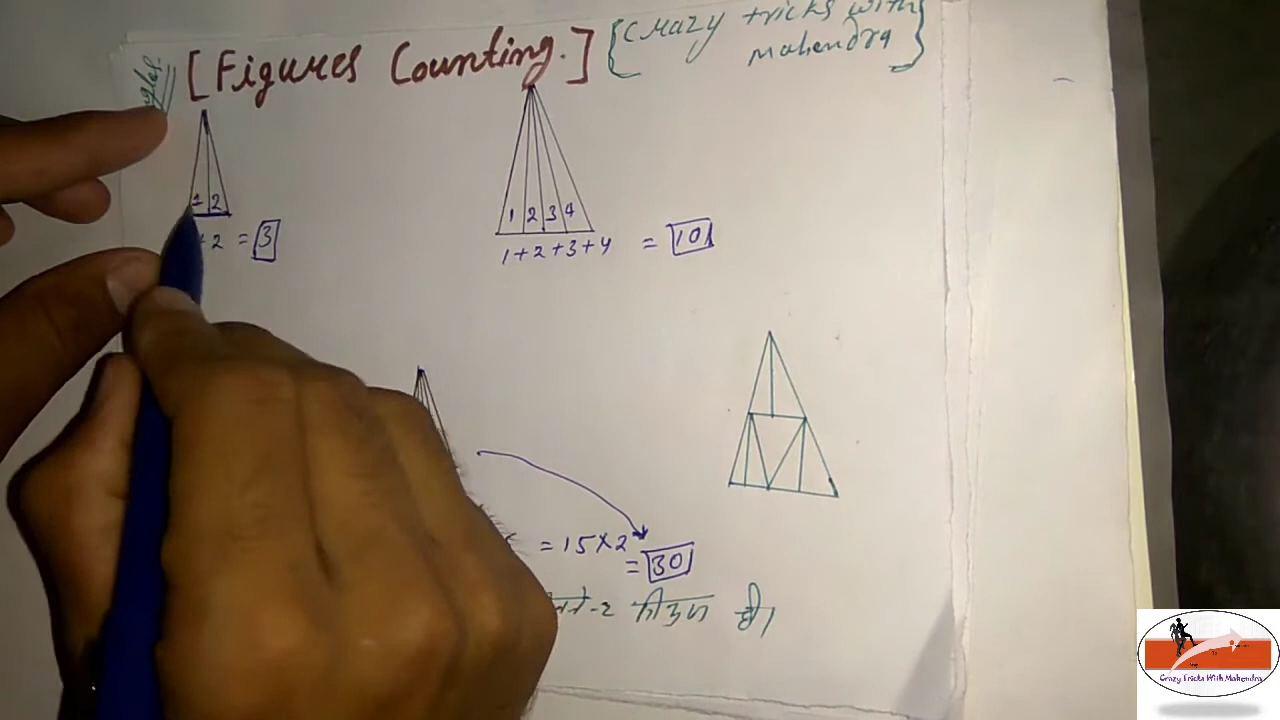 [Figures Counting.]
{Crazy tricks with
Mahendra}
1 2
+2 = 3
1 2 3 4
1+2+3+4 = 10
= 15×2
= 30
है।
Crazy Tricks With Mahendra